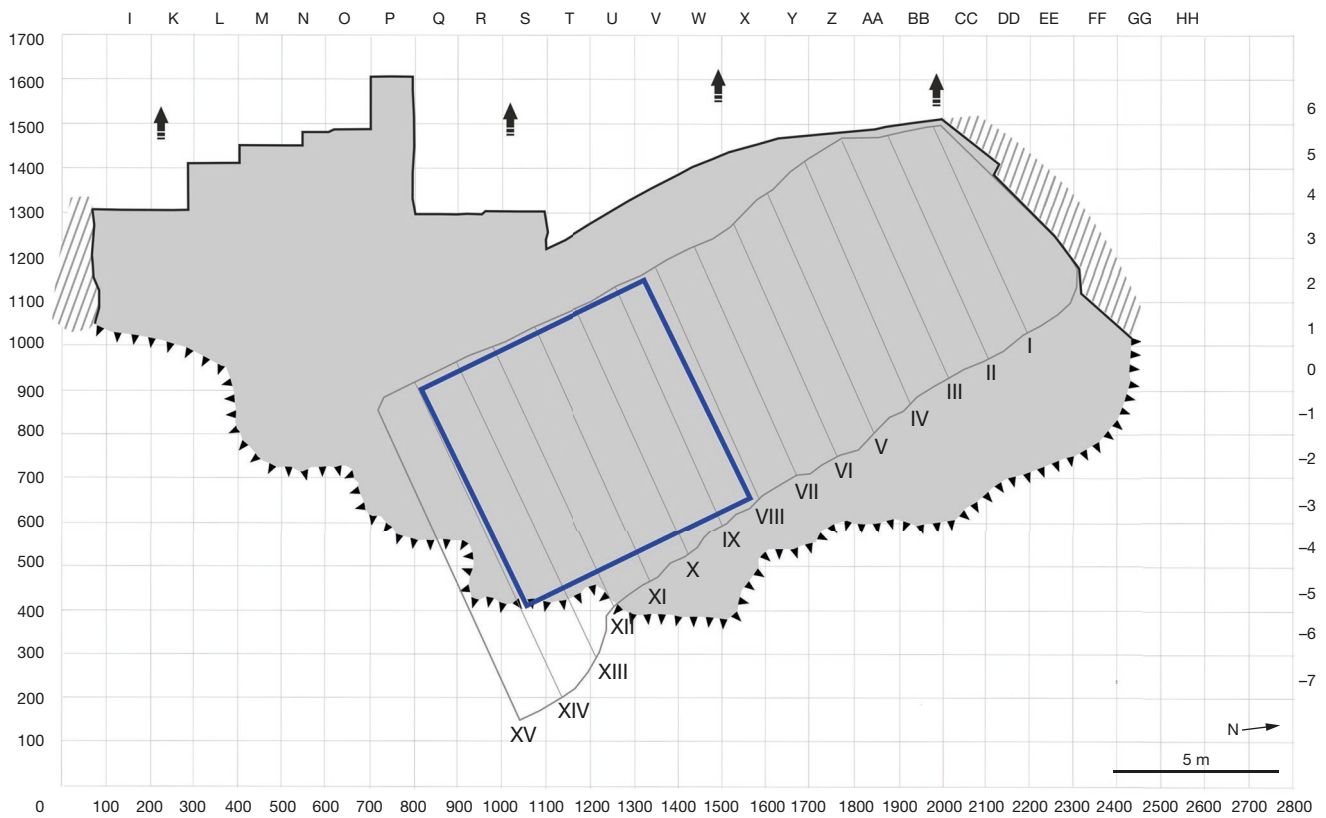 I K L M N O P Q R S T U V W X Y Z AA BB CC DD EE FF GG HH
1700
1600
1500 6
1400 5
1300 4
1200 3
1100 2
1000 1
I
II
900 0
III
IV
800 –1
V
VI
700 –2
VII
VIII
600 –3
IX
500 –4
X
XI
400 –5
XII
300 –6
XIII
200 –7
XIV
XV
100
N
5 m
0 100 200 300 400 500 600 700 800 900 1000 1100 1200 1300 1400 1500 1600 1700 1800 1900 2000 2100 2200 2300 2400 2500 2600 2700 2800